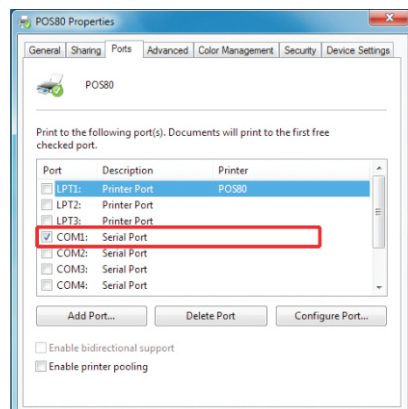 POS80 Properties
General Sharing Ports Advanced Color Management Security Device Settings
POS80
Print to the following port(s). Documents will print to the first free
checked port.
Port Description Printer
LPT1: Printer Port POS80
LPT2: Printer Port
LPT3: Printer Port
COM1: Serial Port
COM2: Serial Port
COM3: Serial Port
COM4: Serial Port
Add Port... Delete Port Configure Port...
Enable bidirectional support
Enable printer pooling